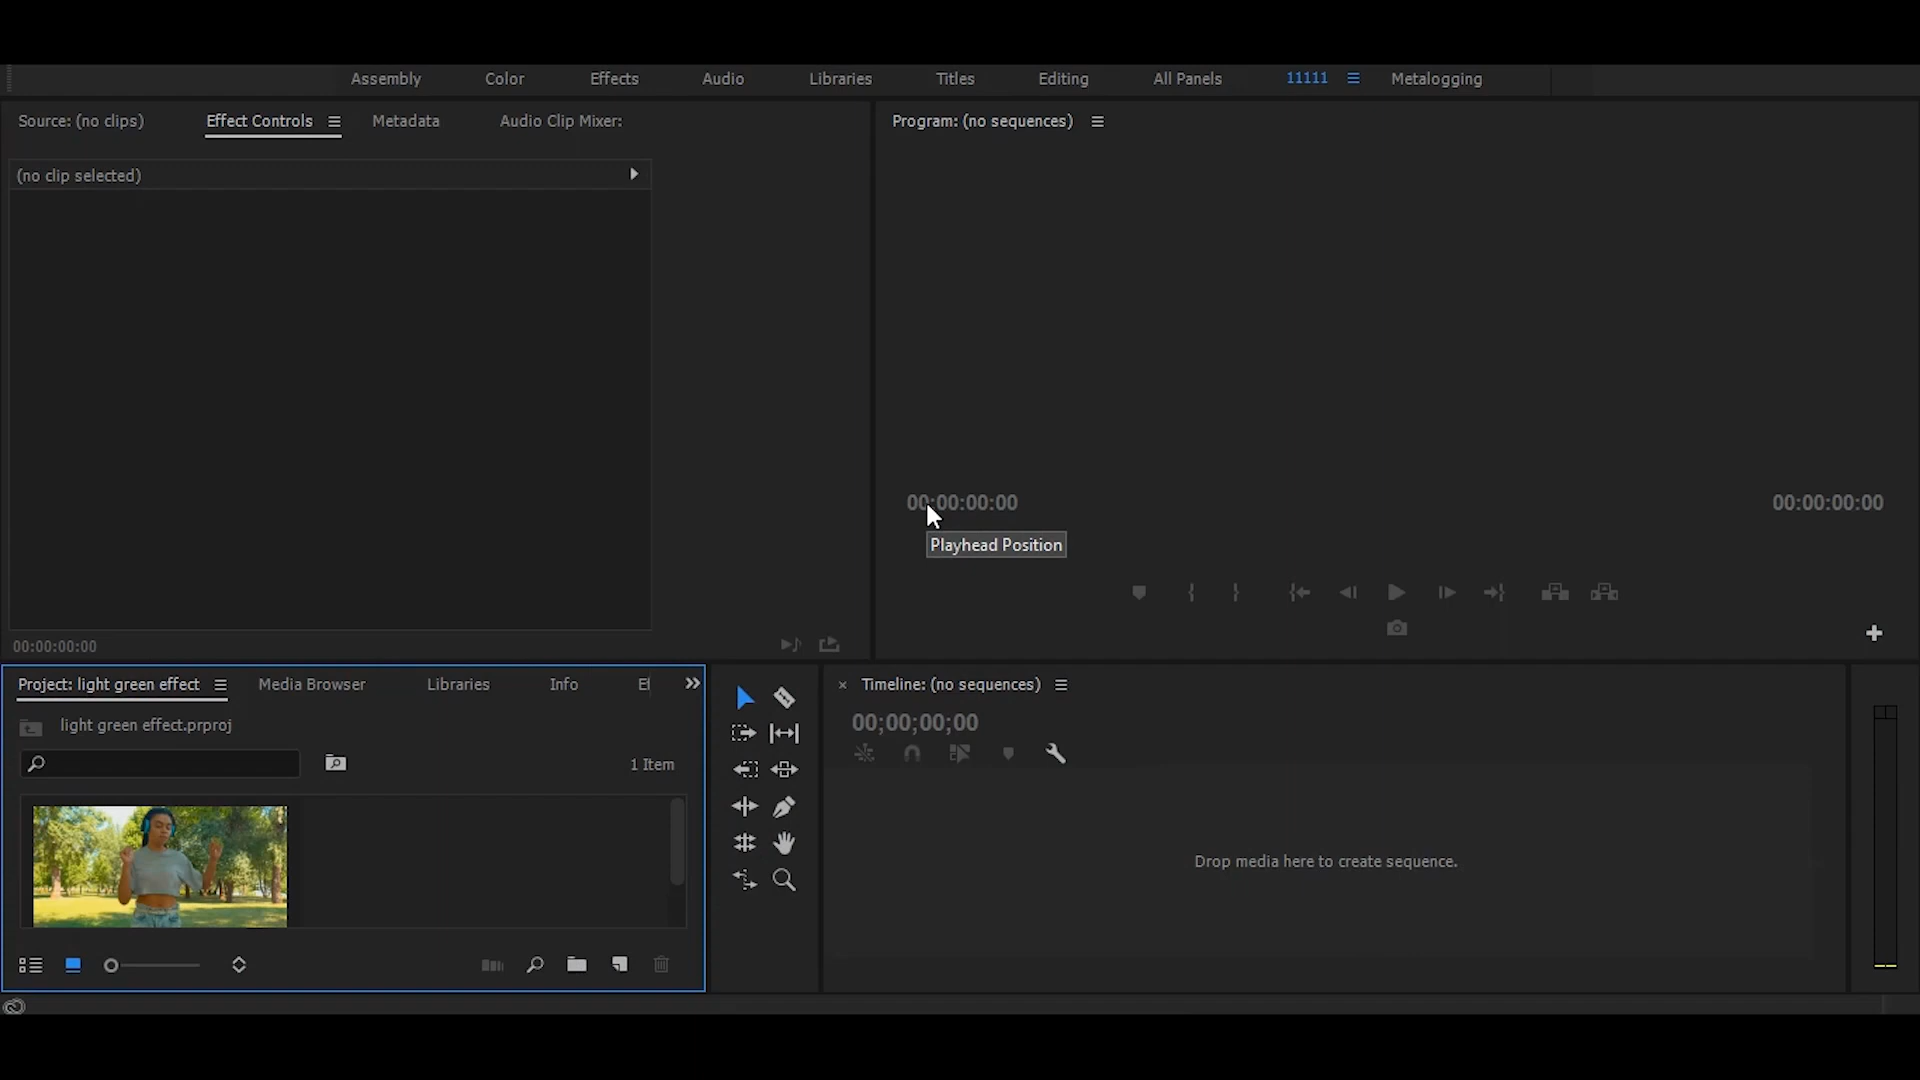 Assembly Color Effects Audio Libraries Titles Editing All Panels 11111 Metalogging
Source: (no clips) Effect Controls Metadata Audio Clip Mixer:
(no clip selected)
00:00:00:00
Program: (no sequences)
00:00:00:00 00:00:00:00
Playhead Position
Project: light green effect Media Browser Libraries Info
light green effect.prproj
1 Item
Timeline: (no sequences)
00;00;00;00
Drop media here to create sequence.